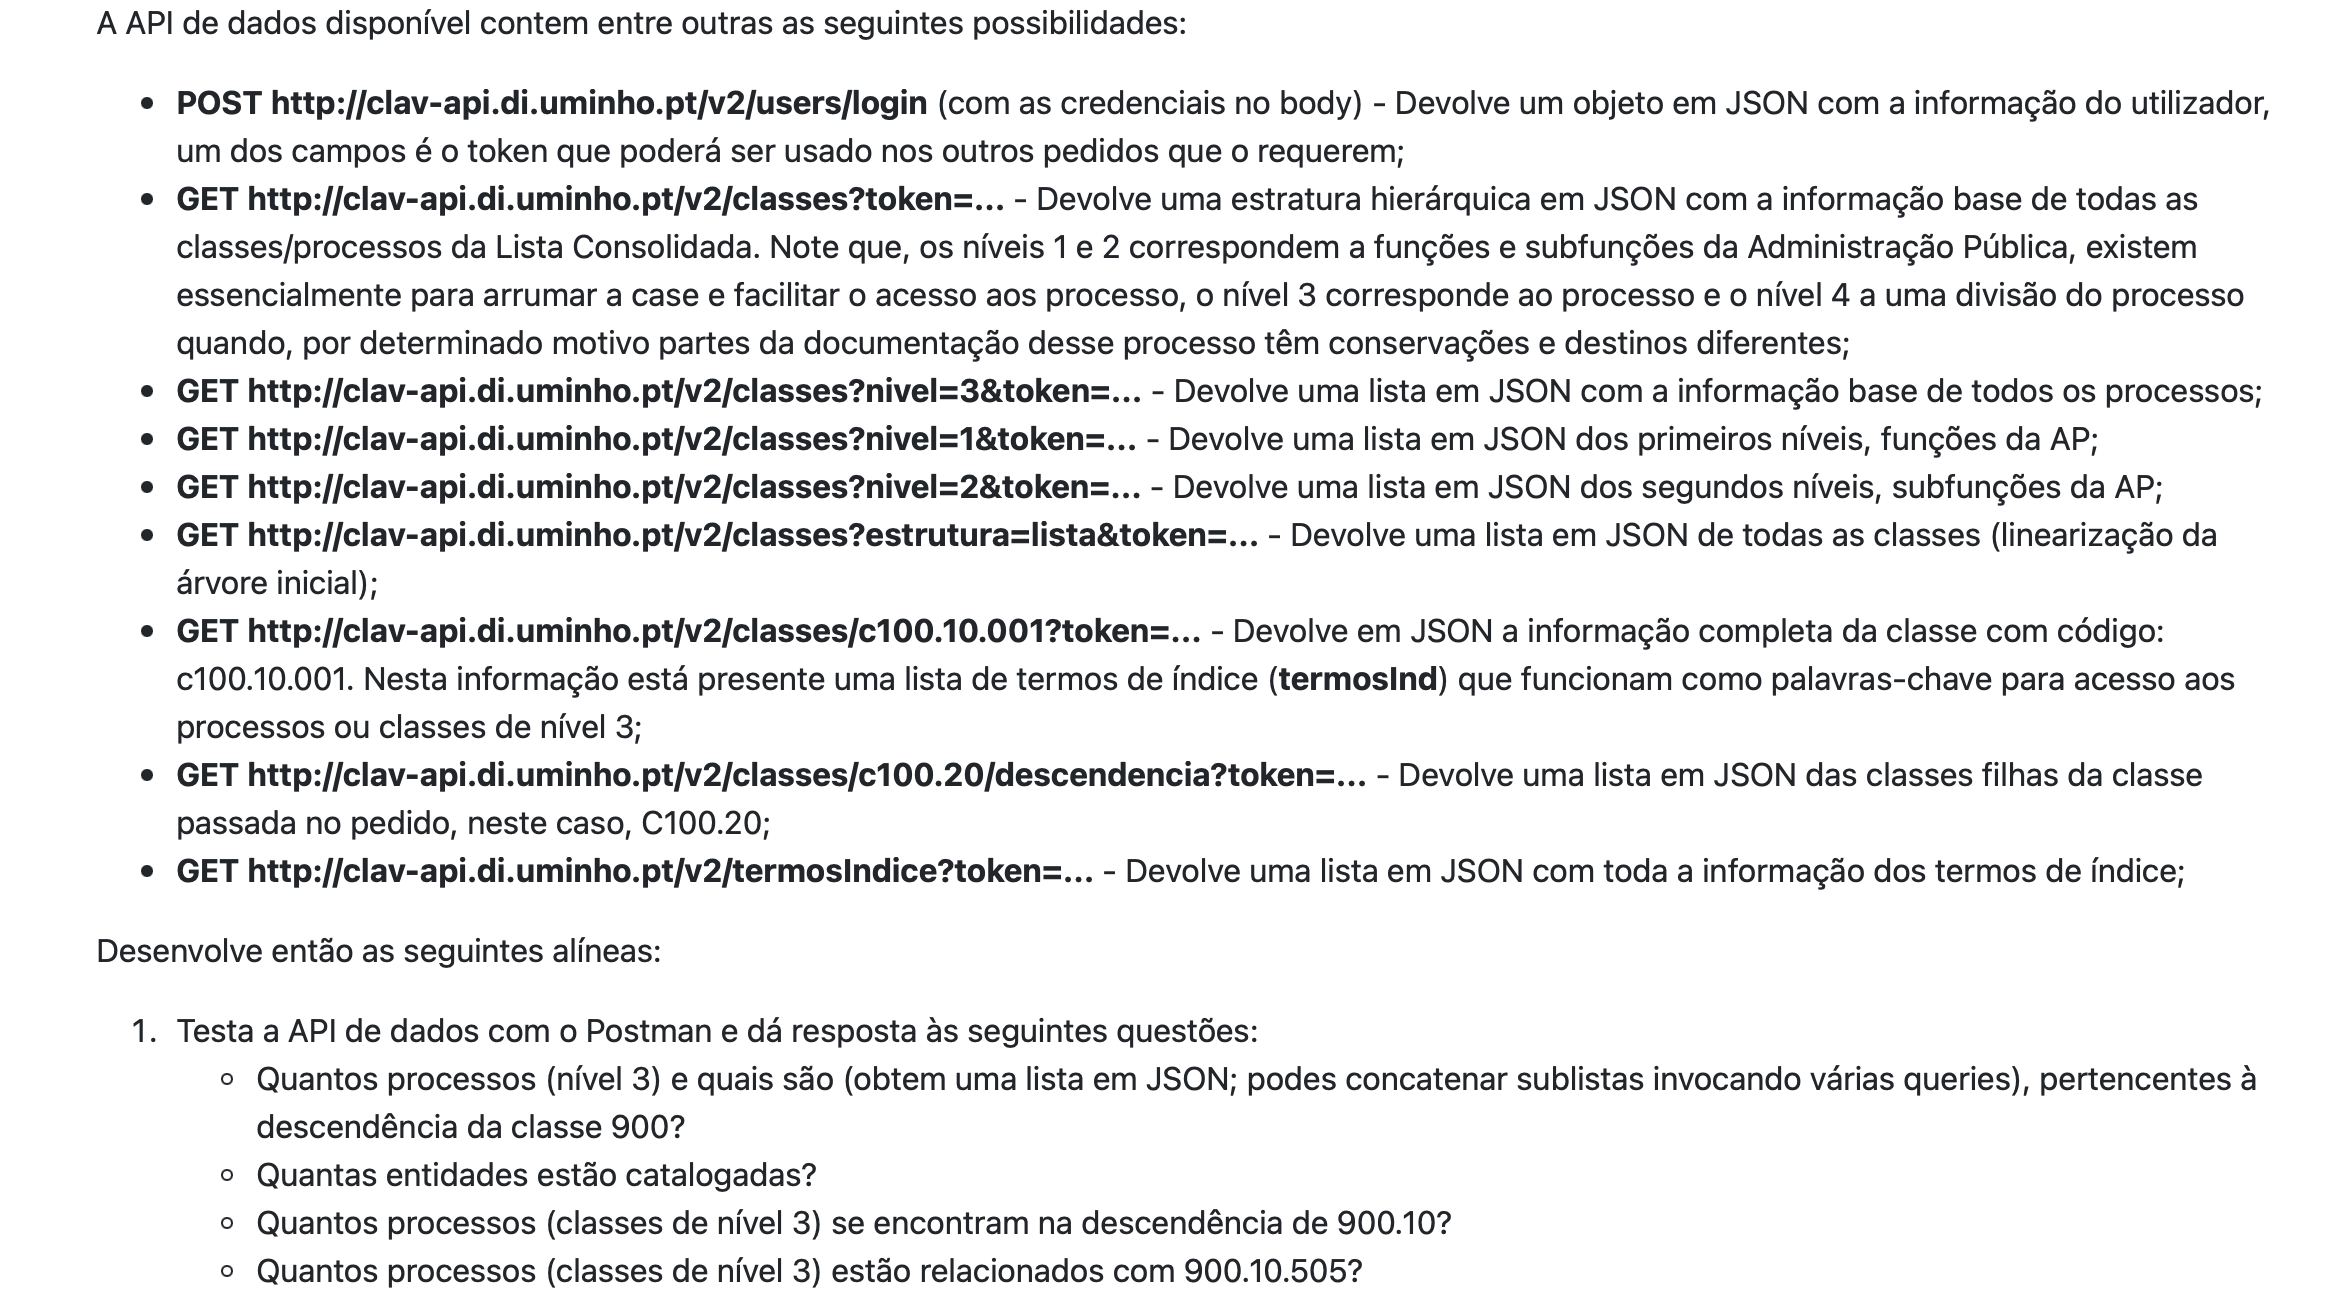 A API de dados disponível contem entre outras as seguintes possibilidades:
• POST http://clav-api.di.uminho.pt/v2/users/login (com as credenciais no body) - Devolve um objeto em JSON com a informação do utilizador,
um dos campos é o token que poderá ser usado nos outros pedidos que o requerem;
• GET http://clav-api.di.uminho.pt/v2/classes?token=... - Devolve uma estratura hierárquica em JSON com a informação base de todas as
classes/processos da Lista Consolidada. Note que, os níveis 1 e 2 correspondem a funções e subfunções da Administração Pública, existem
essencialmente para arrumar a case e facilitar o acesso aos processo, o nível 3 corresponde ao processo e o nível 4 a uma divisão do processo
quando, por determinado motivo partes da documentação desse processo têm conservações e destinos diferentes;
• GET http://clav-api.di.uminho.pt/v2/classes?nivel=3&token=... - Devolve uma lista em JSON com a informação base de todos os processos;
• GET http://clav-api.di.uminho.pt/v2/classes?nivel=1&token=... - Devolve uma lista em JSON dos primeiros níveis, funções da AP;
• GET http://clav-api.di.uminho.pt/v2/classes?nivel=2&token=... - Devolve uma lista em JSON dos segundos níveis, subfunções da AP;
• GET http://clav-api.di.uminho.pt/v2/classes?estrutura=lista&token=... - Devolve uma lista em JSON de todas as classes (linearização da
árvore inicial);
• GET http://clav-api.di.uminho.pt/v2/classes/c100.10.001?token=... - Devolve em JSON a informação completa da classe com código:
c100.10.001. Nesta informação está presente uma lista de termos de índice (termosInd) que funcionam como palavras-chave para acesso aos
processos ou classes de nível 3;
• GET http://clav-api.di.uminho.pt/v2/classes/c100.20/descendencia?token=... - Devolve uma lista em JSON das classes filhas da classe
passada no pedido, neste caso, C100.20;
• GET http://clav-api.di.uminho.pt/v2/termosIndice?token=... - Devolve uma lista em JSON com toda a informação dos termos de índice;
Desenvolve então as seguintes alíneas:
1. Testa a API de dados com o Postman e dá resposta às seguintes questões:
◦ Quantos processos (nível 3) e quais são (obtem uma lista em JSON; podes concatenar sublistas invocando várias queries), pertencentes à
descendência da classe 900?
◦ Quantas entidades estão catalogadas?
◦ Quantos processos (classes de nível 3) se encontram na descendência de 900.10?
◦ Quantos processos (classes de nível 3) estão relacionados com 900.10.505?